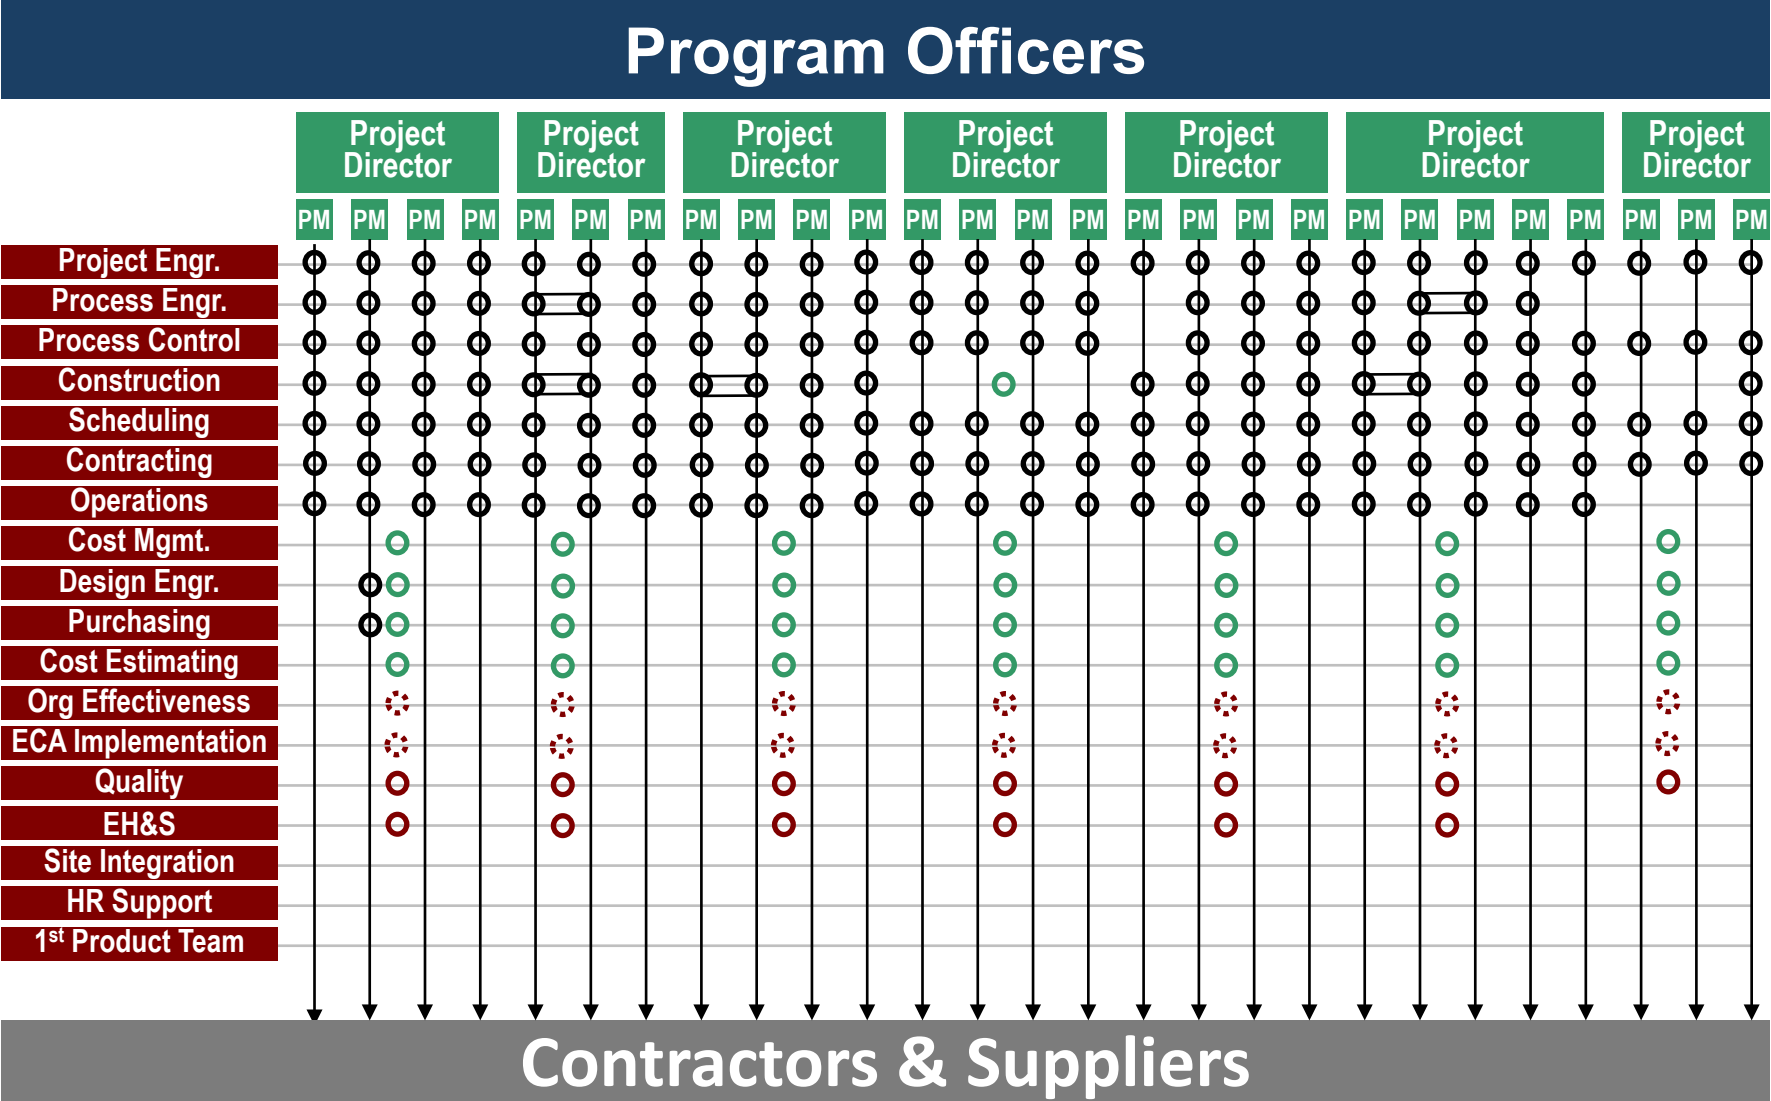 Program Officers
Project
Director
Project
Director
Project
Director
Project
Director
Project
Director
Project
Director
Project
Director
PM PM PM PM PM PM PM PM PM PM PM PM PM PM PM PM PM PM PM PM PM PM PM PM PM PM PM
Project Engr.
Process Engr.
Process Control
Construction
Scheduling
Contracting
Operations
Cost Mgmt.
Design Engr.
Purchasing
Cost Estimating
Org Effectiveness
ECA Implementation
Quality
EH&S
Site Integration
HR Support
1st Product Team
Contractors & Suppliers